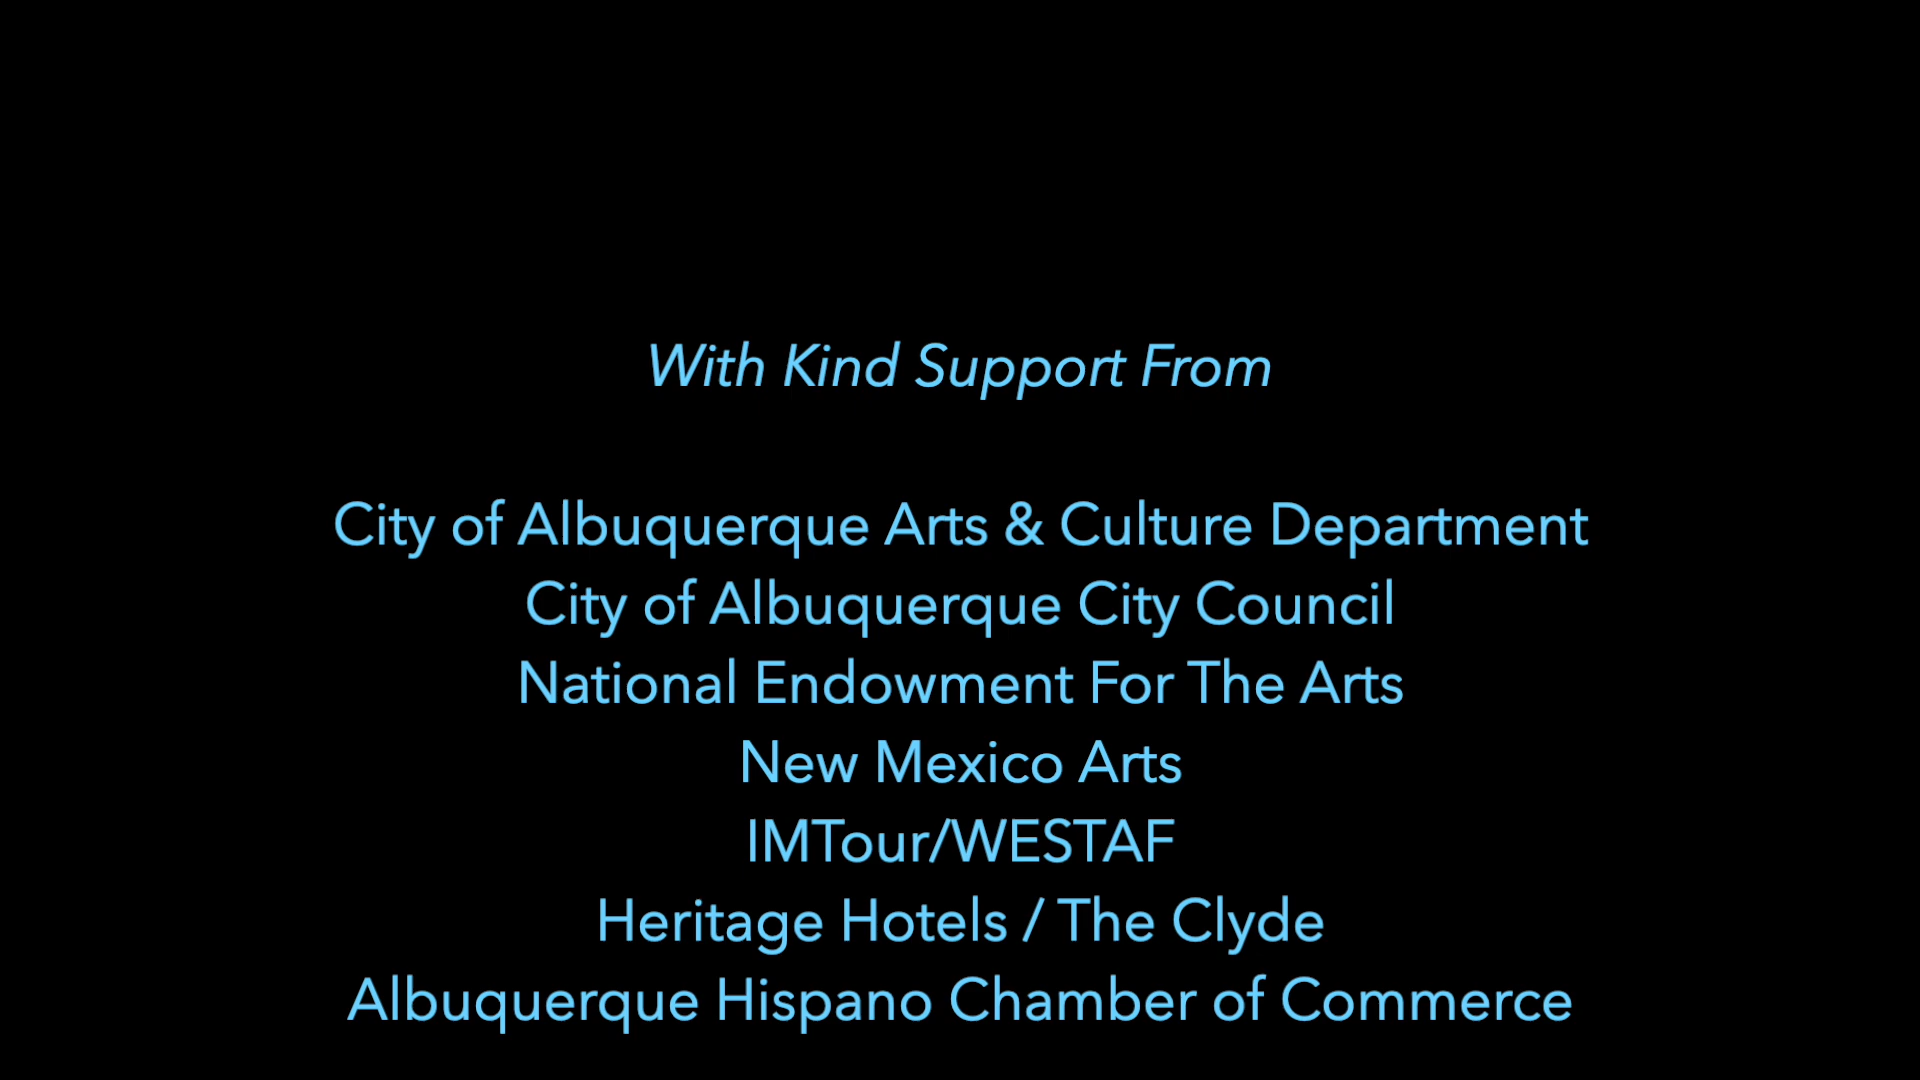 With Kind Support From
City of Albuquerque Arts & Culture Department
City of Albuquerque City Council
National Endowment For The Arts
New Mexico Arts
IMTour/WESTAF
Heritage Hotels / The Clyde
Albuquerque Hispano Chamber of Commerce